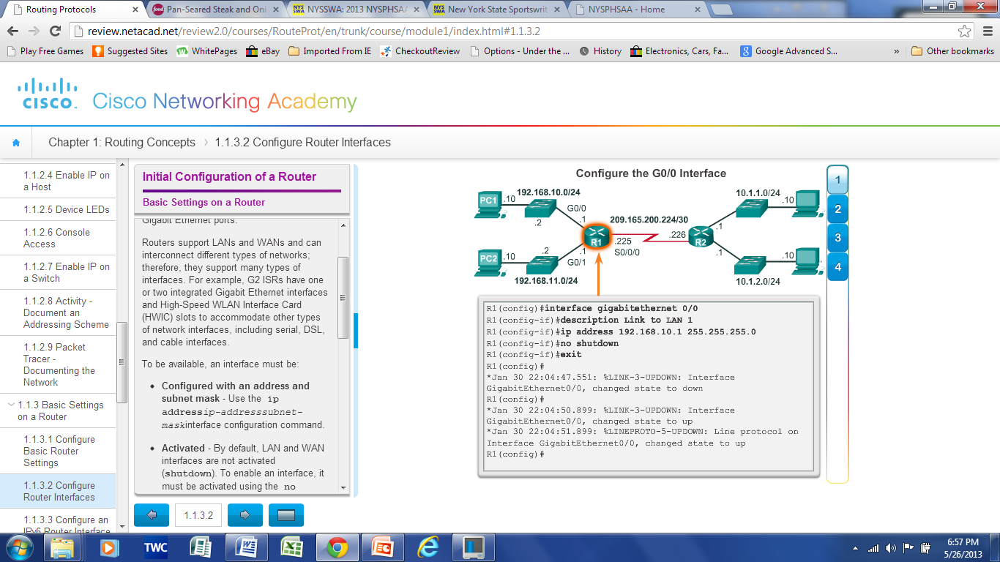 Routing Protocols
Pan-Seared Steak and Oni
NYSSWA: 2013 NYSPHSAA
New York State Sportswrit
NYSPHSAA - Home
review.netacad.net/review2.0/courses/RouteProt/en/trunk/course/module1/index.html#1.1.3.2
Play Free Games
Suggested Sites
WhitePages
eBay
Imported From IE
CheckoutReview
Options - Under the ...
History
Electronics, Cars, Fa...
Google Advanced S...
»
Other bookmarks
CISCO.
Cisco Networking Academy
Chapter 1: Routing Concepts
1.1.3.2 Configure Router Interfaces
1.1.2.4 Enable IP on
a Host
1.1.2.5 Device LEDs
1.1.2.6 Console
Access
1.1.2.7 Enable IP on
a Switch
1.1.2.8 Activity -
Document an
Addressing Scheme
1.1.2.9 Packet
Tracer -
Documenting the
Network
1.1.3 Basic Settings
on a Router
1.1.3.1 Configure
Basic Router
Settings
1.1.3.2 Configure
Router Interfaces
1.1.3.3 Configure an
IPv6 Router Interface
Initial Configuration of a Router
Basic Settings on a Router
Gigabit Ethernet ports.
Routers support LANs and WANs and can
interconnect different types of networks;
therefore, they support many types of
interfaces. For example, G2 ISRs have one
or two integrated Gigabit Ethernet interfaces
and High-Speed WLAN Interface Card
(HWIC) slots to accommodate other types
of network interfaces, including serial, DSL,
and cable interfaces.
To be available, an interface must be:
• Configured with an address and
subnet mask - Use the ip
addressip-addresssubnet-
maskinterface configuration command.
• Activated - By default, LAN and WAN
interfaces are not activated
(shutdown). To enable an interface, it
must be activated using the no
1.1.3.2
Configure the G0/0 Interface
192.168.10.0/24
PC1
.10
.2
G0/0
.1
209.165.200.224/30
R1
.225
S0/0/0
.226
R2
10.1.1.0/24
.10
.1
PC2
.10
.2
.1
G0/1
192.168.11.0/24
.1
.10
10.1.2.0/24
1
2
3
4
R1(config)#interface gigabitethernet 0/0
R1(config-if)#description Link to LAN 1
R1(config-if)#ip address 192.168.10.1 255.255.255.0
R1(config-if)#no shutdown
R1(config-if)#exit
R1(config)#
*Jan 30 22:04:47.551: %LINK-3-UPDOWN: Interface
GigabitEthernet0/0, changed state to down
R1(config)#
*Jan 30 22:04:50.899: %LINK-3-UPDOWN: Interface
GigabitEthernet0/0, changed state to up
*Jan 30 22:04:51.899: %LINEPROTO-5-UPDOWN: Line protocol on
Interface GigabitEthernet0/0, changed state to up
R1(config)#
TWC
6:57 PM
5/26/2013